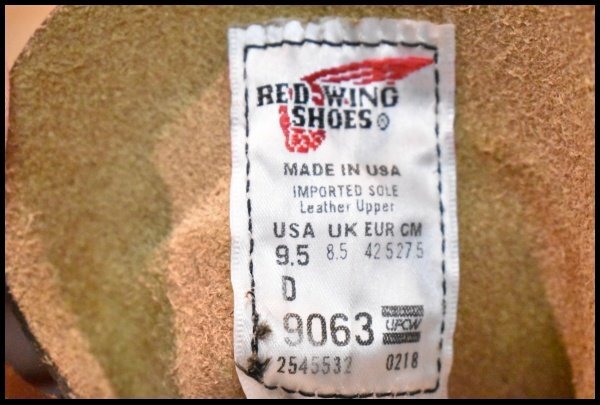 RED WING
SHOES ®
MADE IN USA
IMPORTED SOLE
Leather Upper
USA UK EUR CM
9.5 8.5 42.5 27.5
D
9063 UFCW
2545532 0218